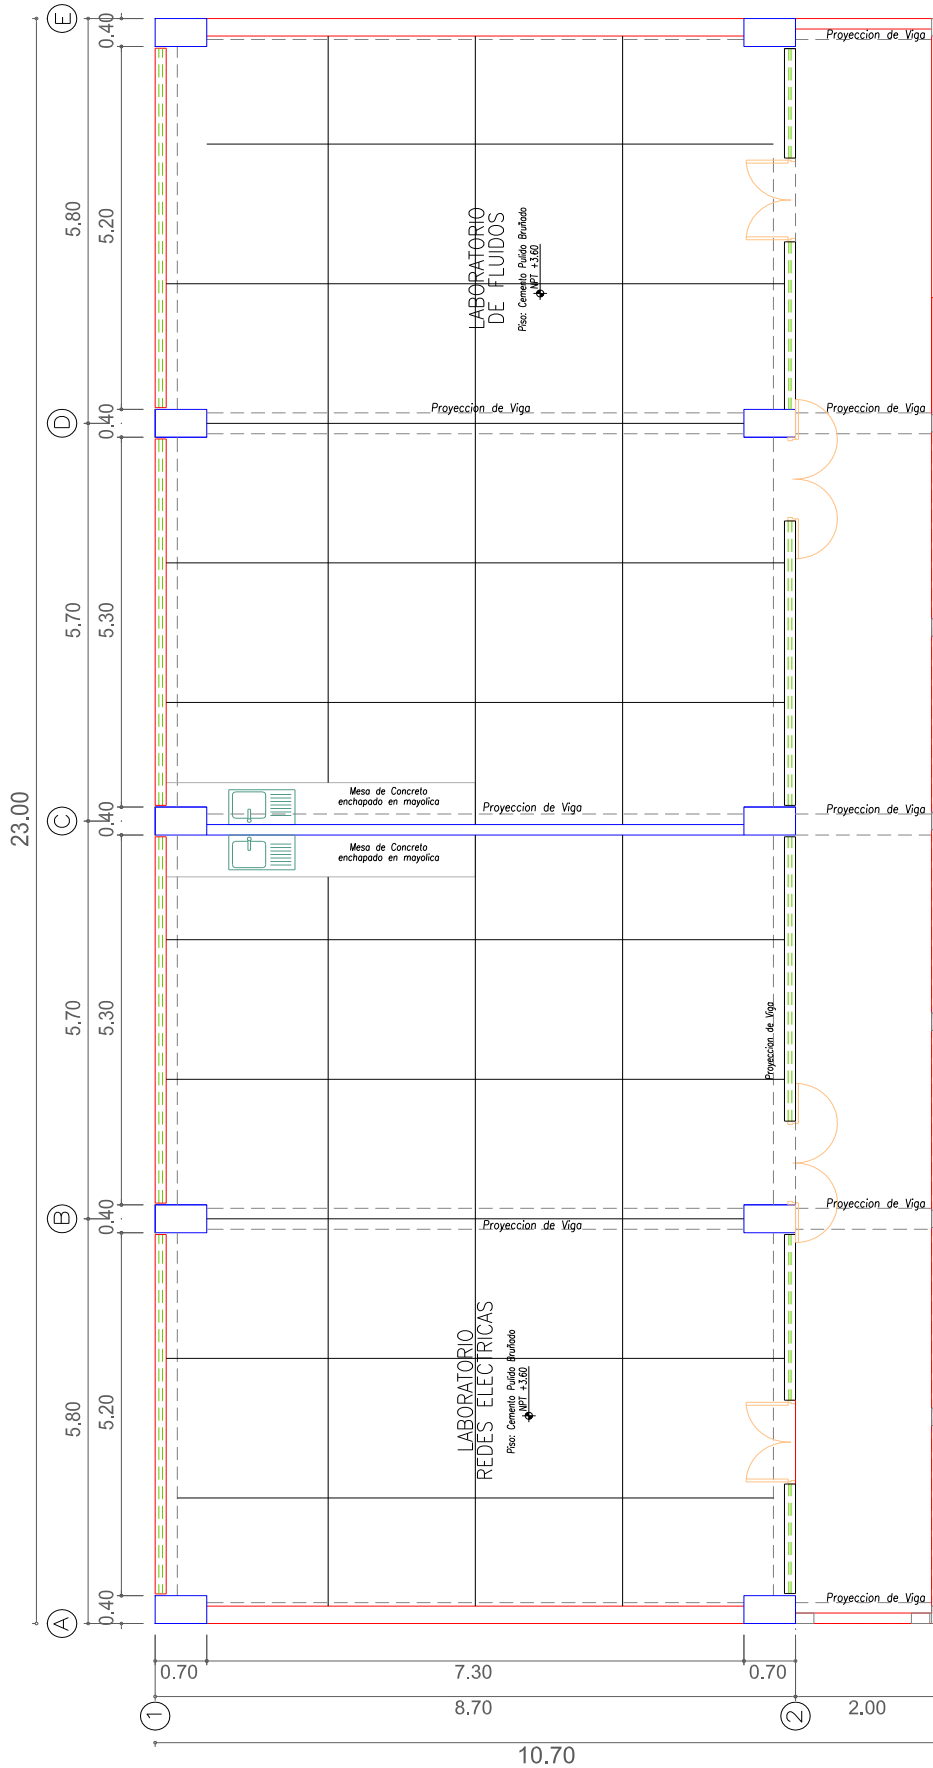 E
0.40
Proyeccion de Viga
5.80
5.20
LABORATORIO
DE FLUIDOS
Piso: Cemento Pulido Bruñado
NPT +3.60
D
0.40
Proyeccion de Viga
Proyeccion de Viga
5.70
5.30
23.00
Mesa de Concreto
enchapado en mayolica
C
0.40
Proyeccion de Viga
Proyeccion de Viga
Mesa de Concreto
enchapado en mayolica
5.70
5.30
Proyeccion de Viga
B
0.40
Proyeccion de Viga
Proyeccion de Viga
LABORATORIO
REDES ELECTRICAS
Piso: Cemento Pulido Bruñado
NPT +3.60
5.80
5.20
A
0.40
Proyeccion de Viga
0.70
7.30
0.70
1
8.70
2
2.00
10.70